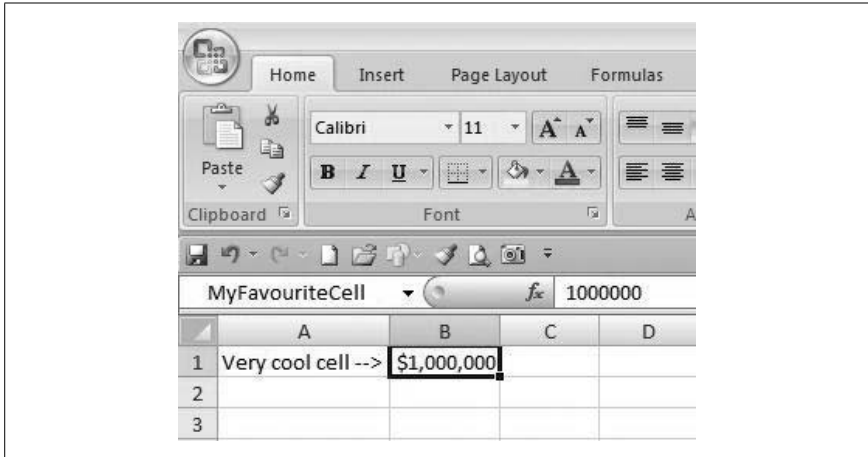 Home Insert Page Layout Formulas
Calibri 11 A A
Paste B I U A
Clipboard Font A
MyFavouriteCell fx 1000000
A B C D
1 Very cool cell --> $1,000,000
2
3